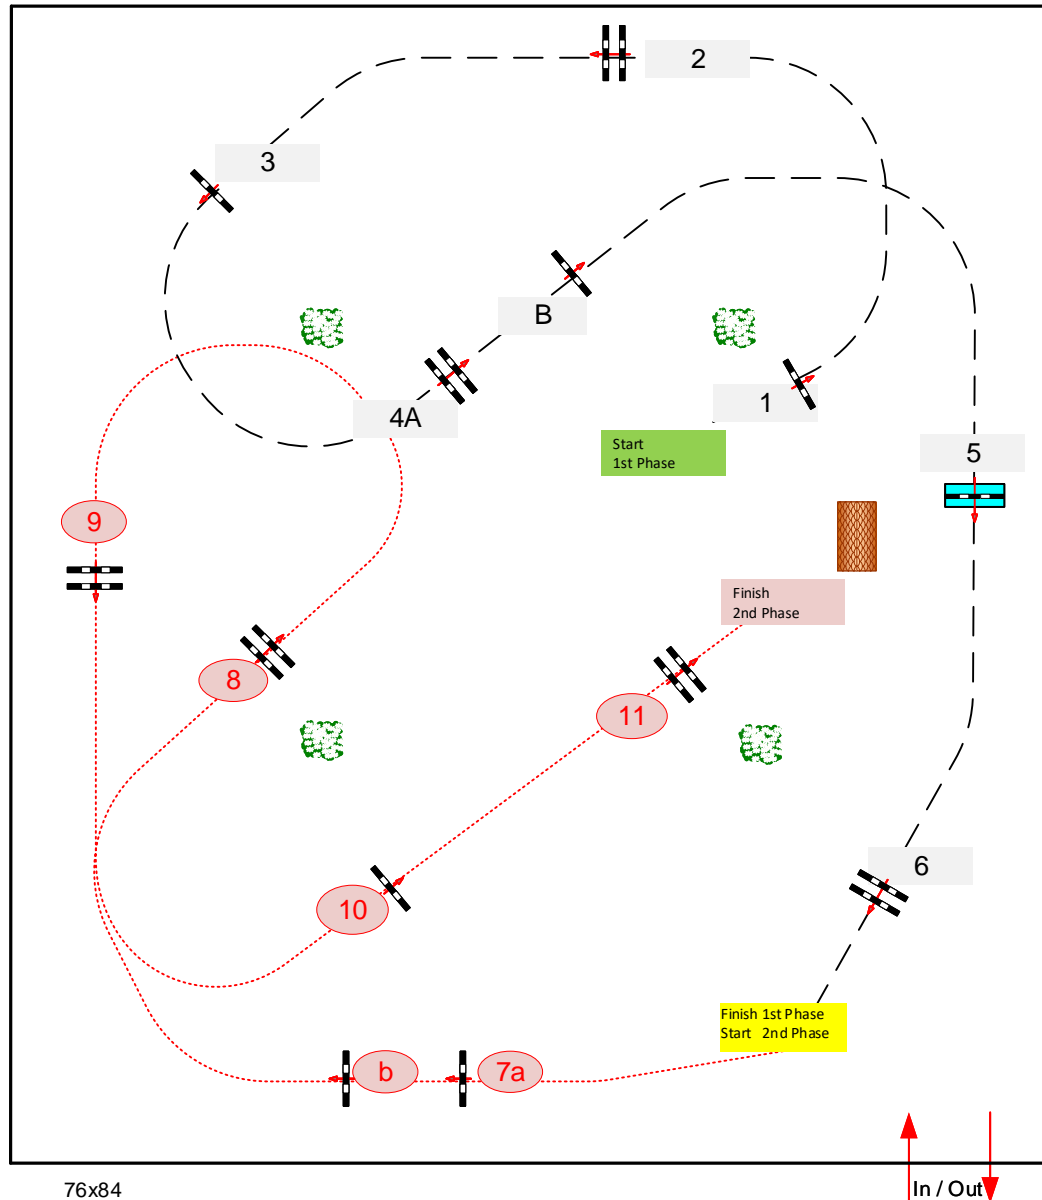 2
3
B
4A
1
Start
1st Phase
5
9
Finish
2nd Phase
8
11
6
10
Finish 1st Phase
Start 2nd Phase
b
7a
76x84
In / Out